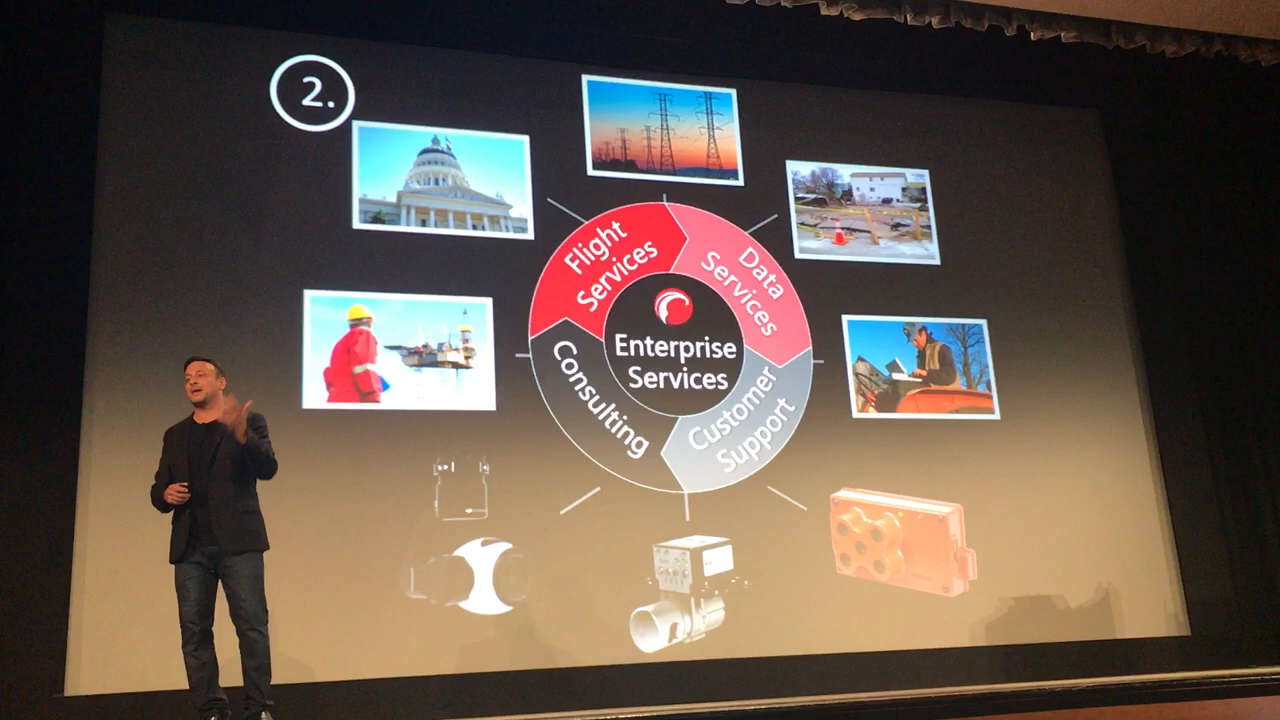 2.
Flight
Services
Data
Services
Enterprise
Services
Consulting
Customer
Support